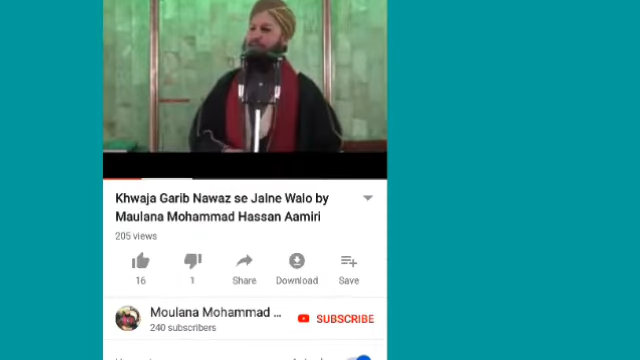 Khwaja Garib Nawaz se Jalne Walo by
Maulana Mohammad Hassan Aamiri
205 views
16
1
Share
Download
Save
Moulana Mohammad ...
240 subscribers
SUBSCRIBE